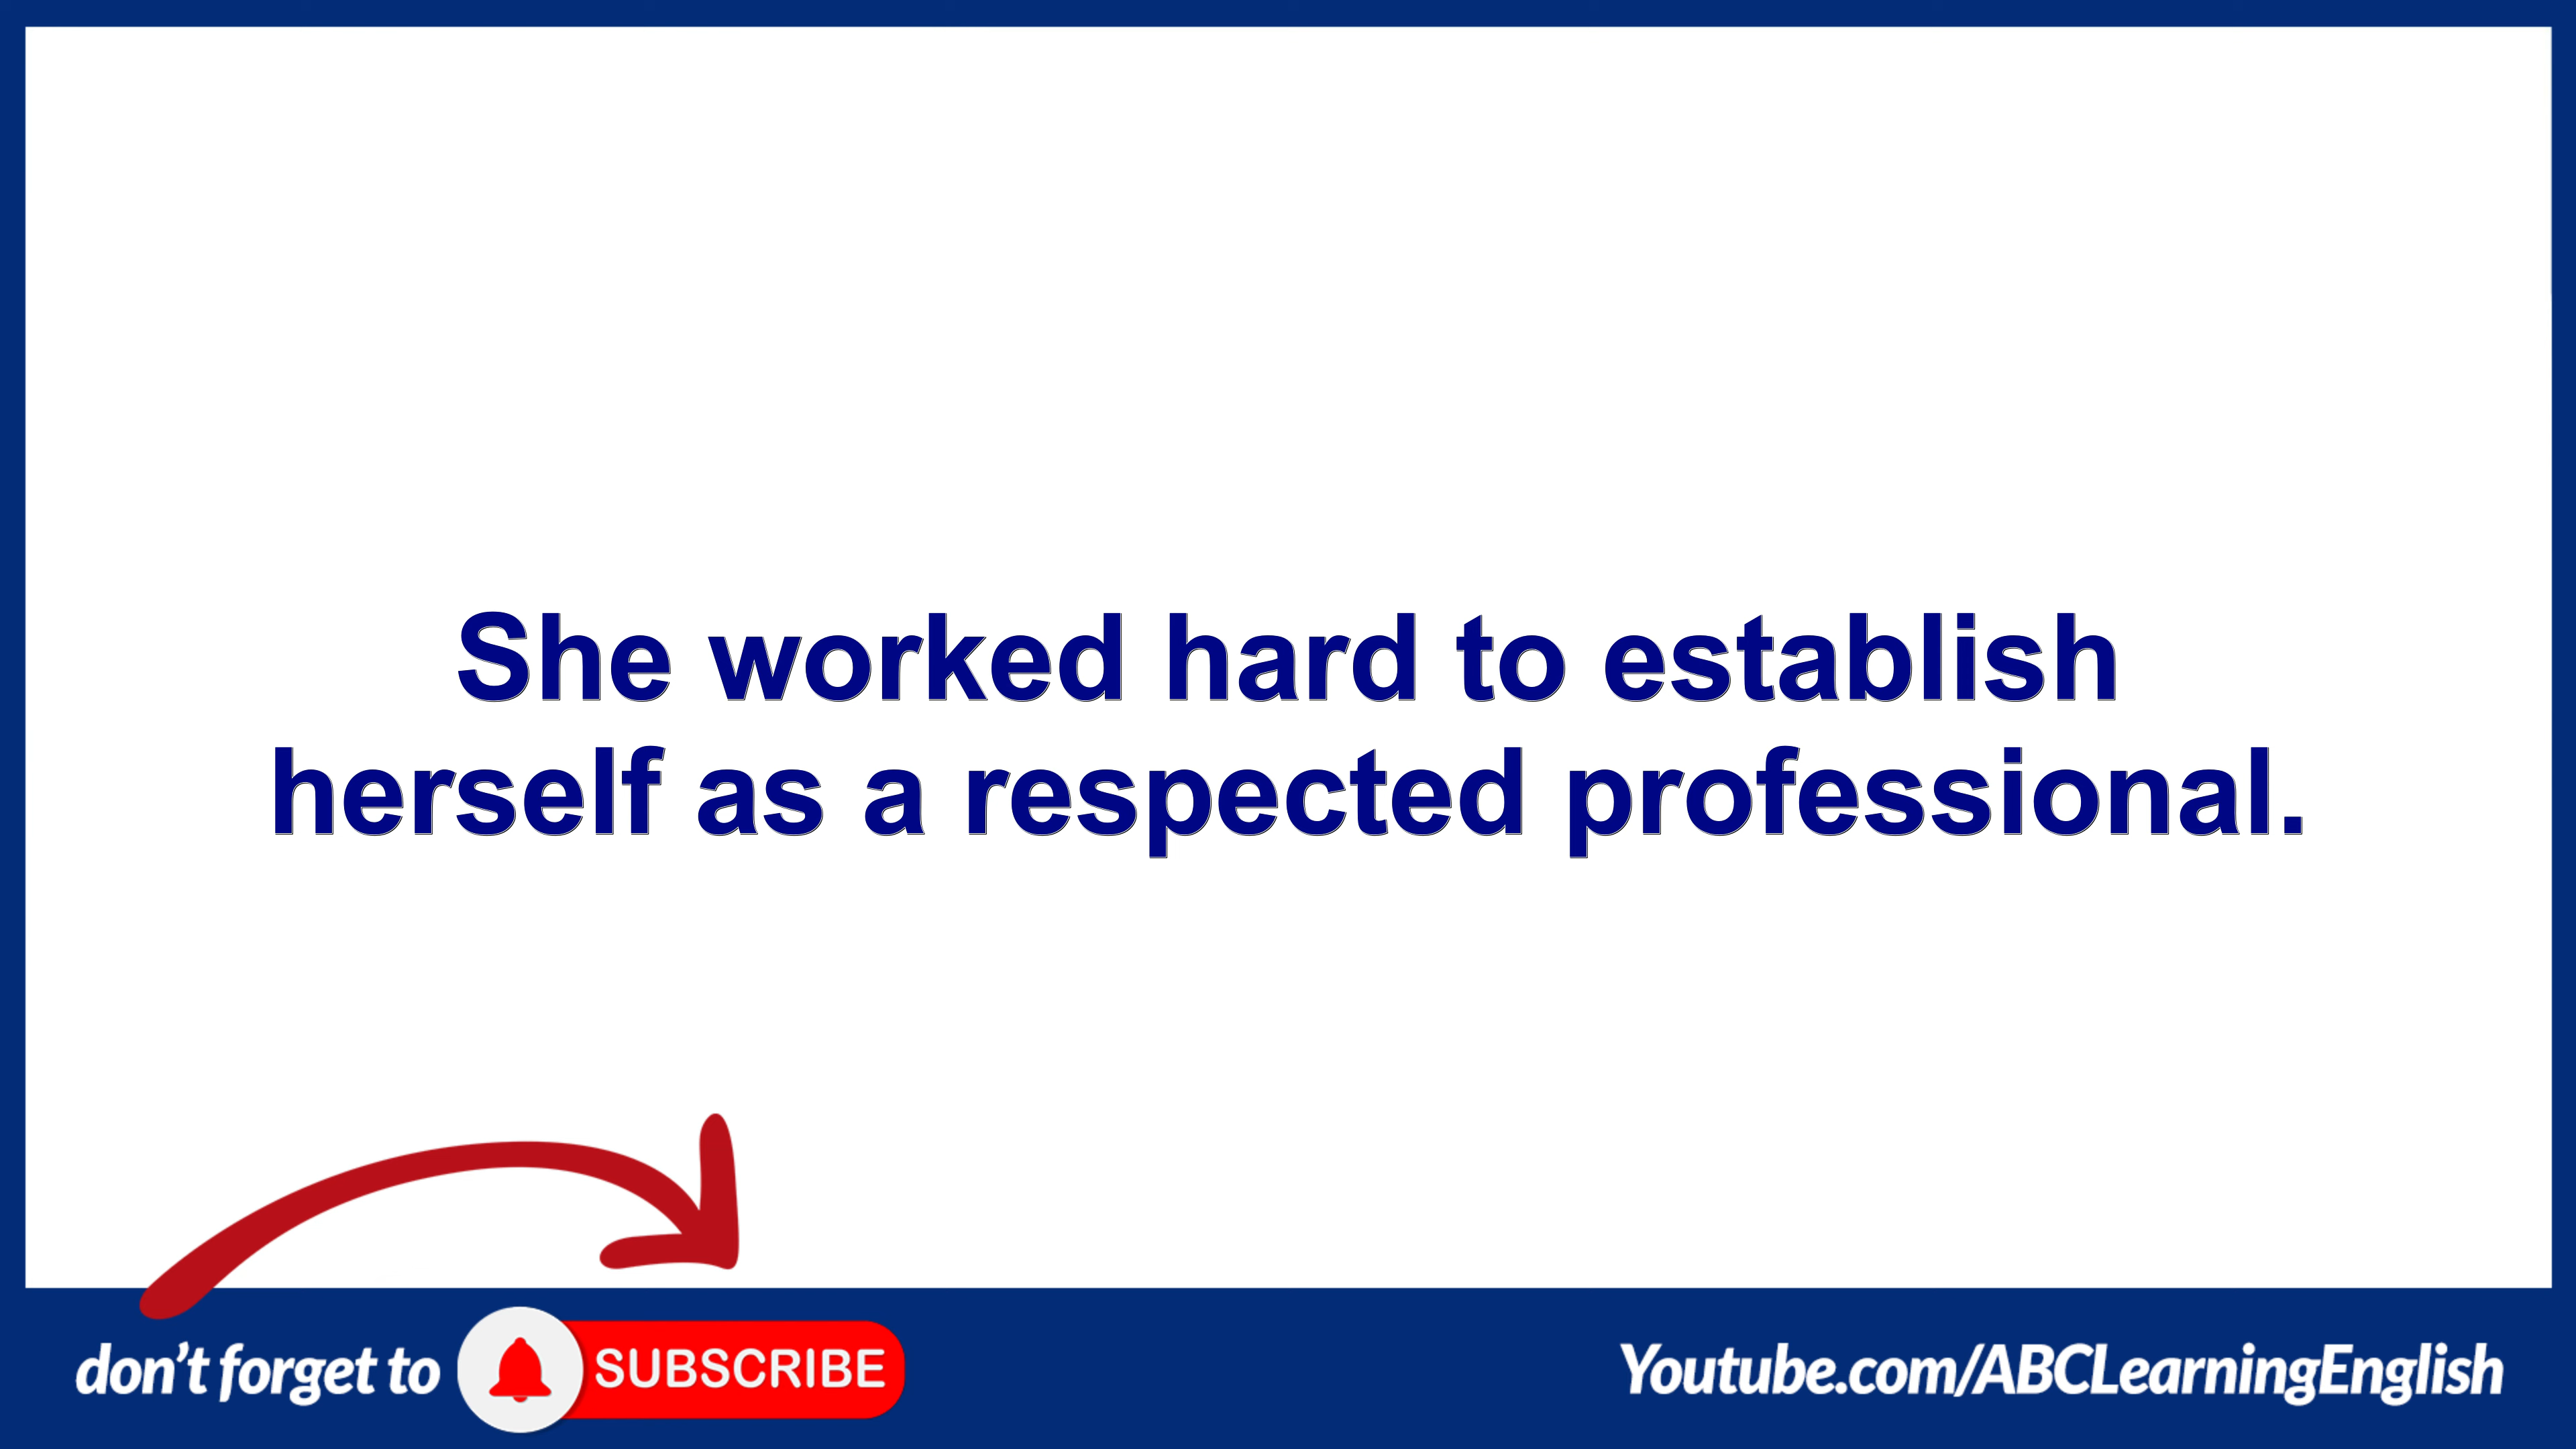 She worked hard to establish
herself as a respected professional.
don't forget to SUBSCRIBE Youtube.com/ABCLearningEnglish